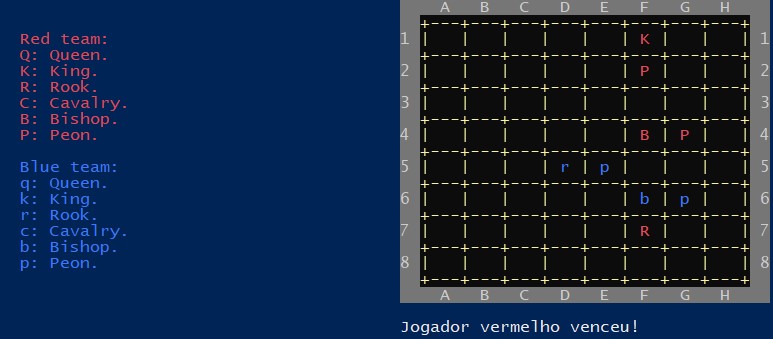 Red team:
Q: Queen.
K: King.
R: Rook.
C: Cavalry.
B: Bishop.
P: Peon.
Blue team:
q: Queen.
k: King.
r: Rook.
c: Cavalry.
b: Bishop.
p: Peon.
A B C D E F G H
1 K 1
2 P 2
3 3
4 B P 4
5 r p 5
6 b p 6
7 R 7
8 8
A B C D E F G H
Jogador vermelho venceu!